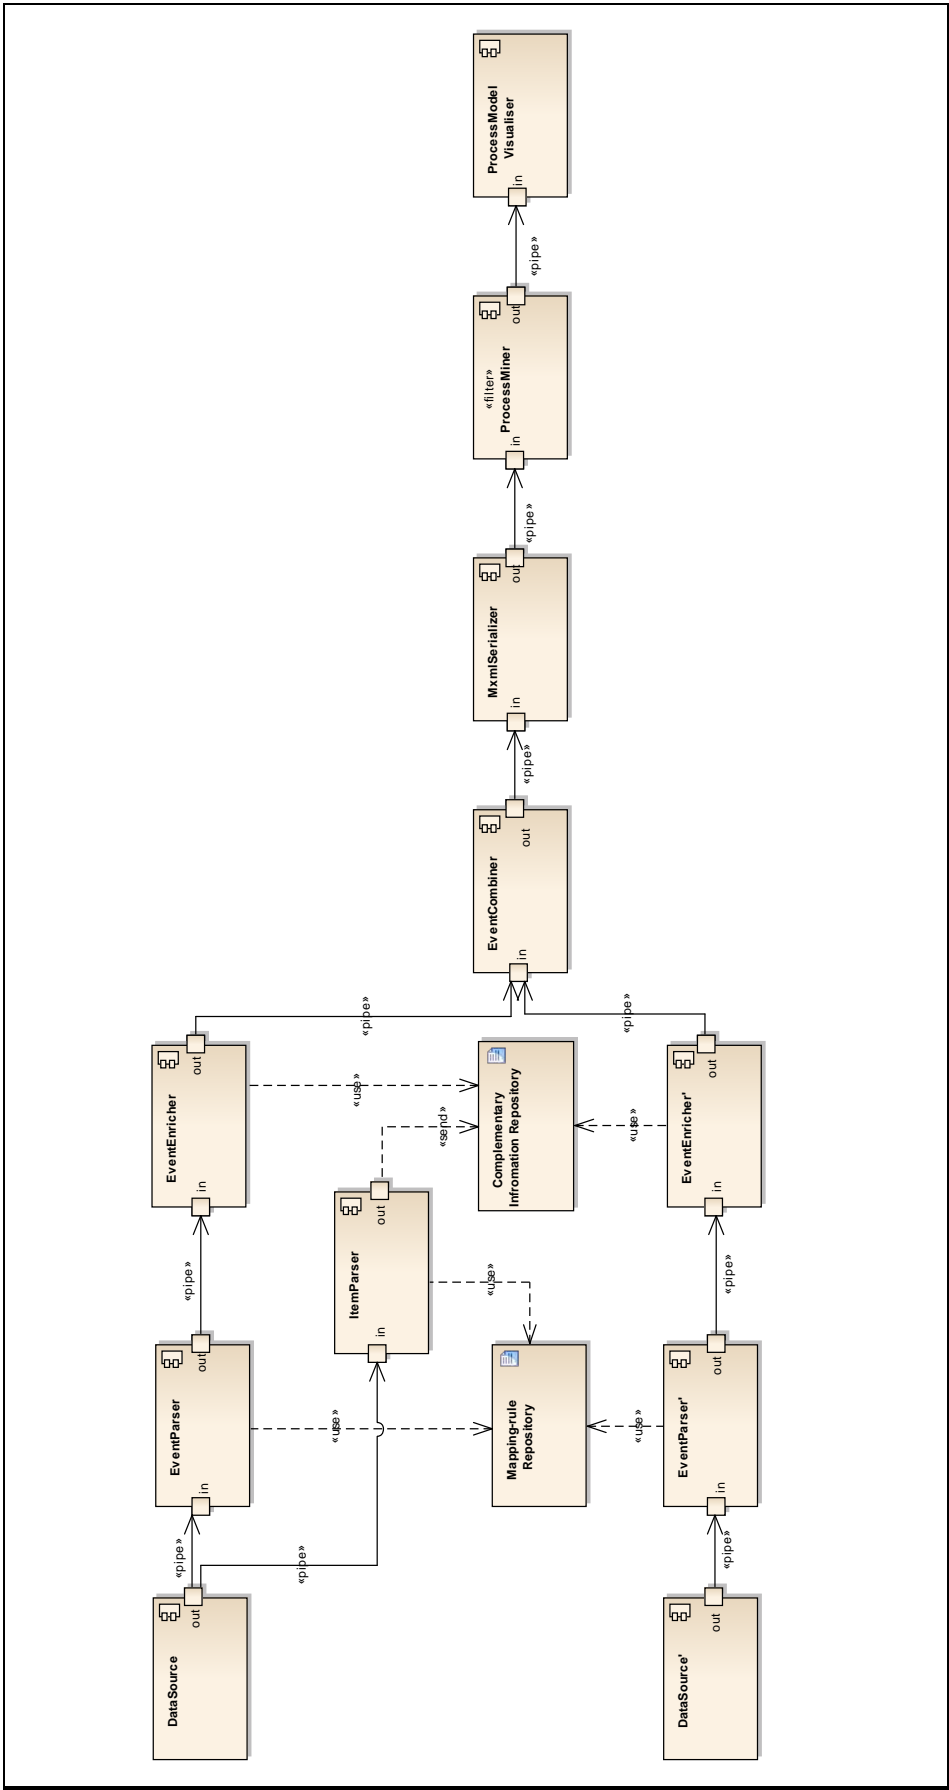 ProcessModel
Visualiser
in
«pipe»
out
«filter»
ProcessMiner
in
«pipe»
out
MxmlSerializer
in
«pipe»
out
EventCombiner
in
«pipe»
«pipe»
out
EventEnricher
in
«use»
«send»
Complementary
Infromation Repository
«use»
out
EventEnricher'
in
«pipe»
out
ItemParser
in
«use»
«pipe»
out
EventParser
in
«use»
Mapping-rule
Repository
«use»
out
EventParser'
in
«pipe»
«pipe»
«pipe»
out
DataSource
out
DataSource'